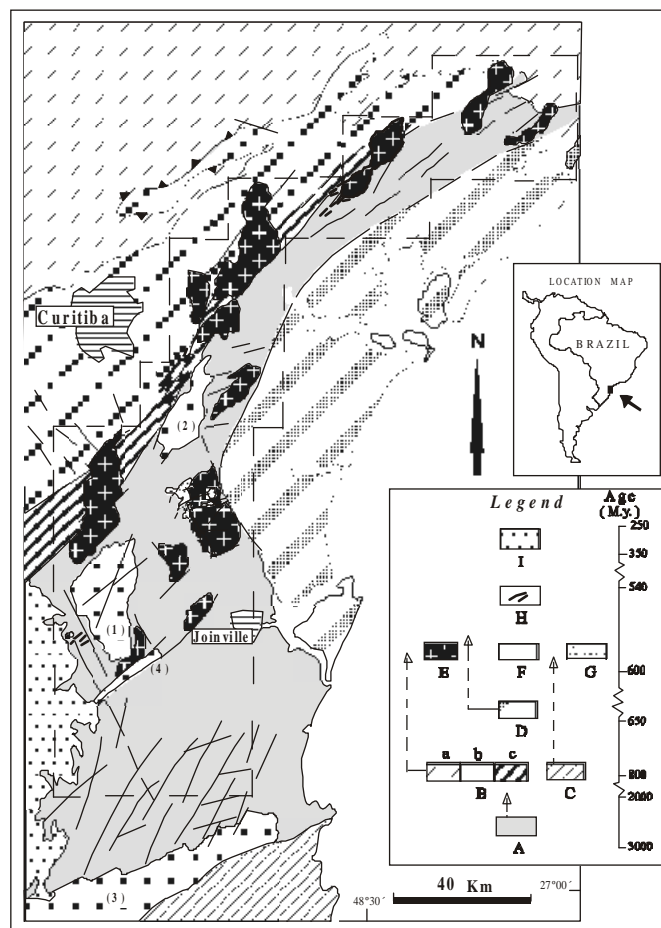 Curitiba
(2)
(1)
Joinville
(4)
(3)
N
LOCATION MAP
BRAZIL
Legend
Age
(M.y.)
I
250
350
H
540
E
F
G
600
D
650
a b c
B
C
800
2000
A
3000
40 Km
48°30´
27°00´